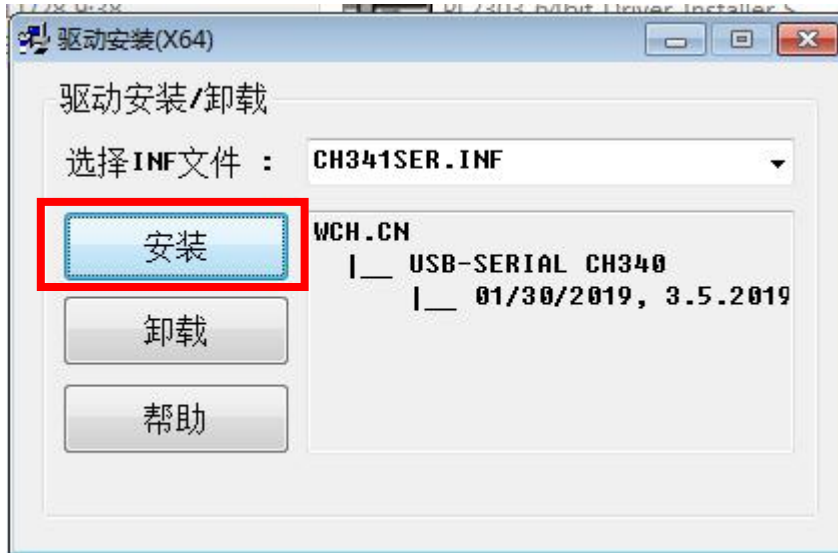 驱动安装(X64)
驱动安装/卸载
选择INF文件 :
CH341SER.INF
安装
WCH.CN
|__ USB-SERIAL CH340
|__ 01/30/2019, 3.5.2019
卸载
帮助